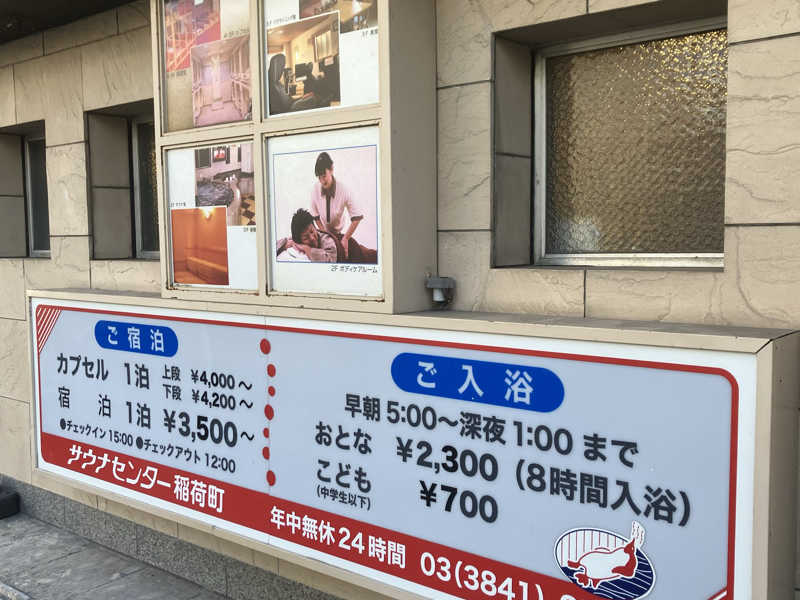 2F ボディケアルーム
ご宿泊
カプセル 1泊 上段 ¥4,000〜
下段 ¥4,200〜
宿泊 1泊 ¥3,500〜
●チェックイン 15:00 ●チェックアウト 12:00
サウナセンター稲荷町
ご入浴
早朝 5:00〜深夜 1:00 まで
おとな ¥2,300 (8時間入浴)
こども ¥700
(中学生以下)
年中無休 24時間 03(3841)